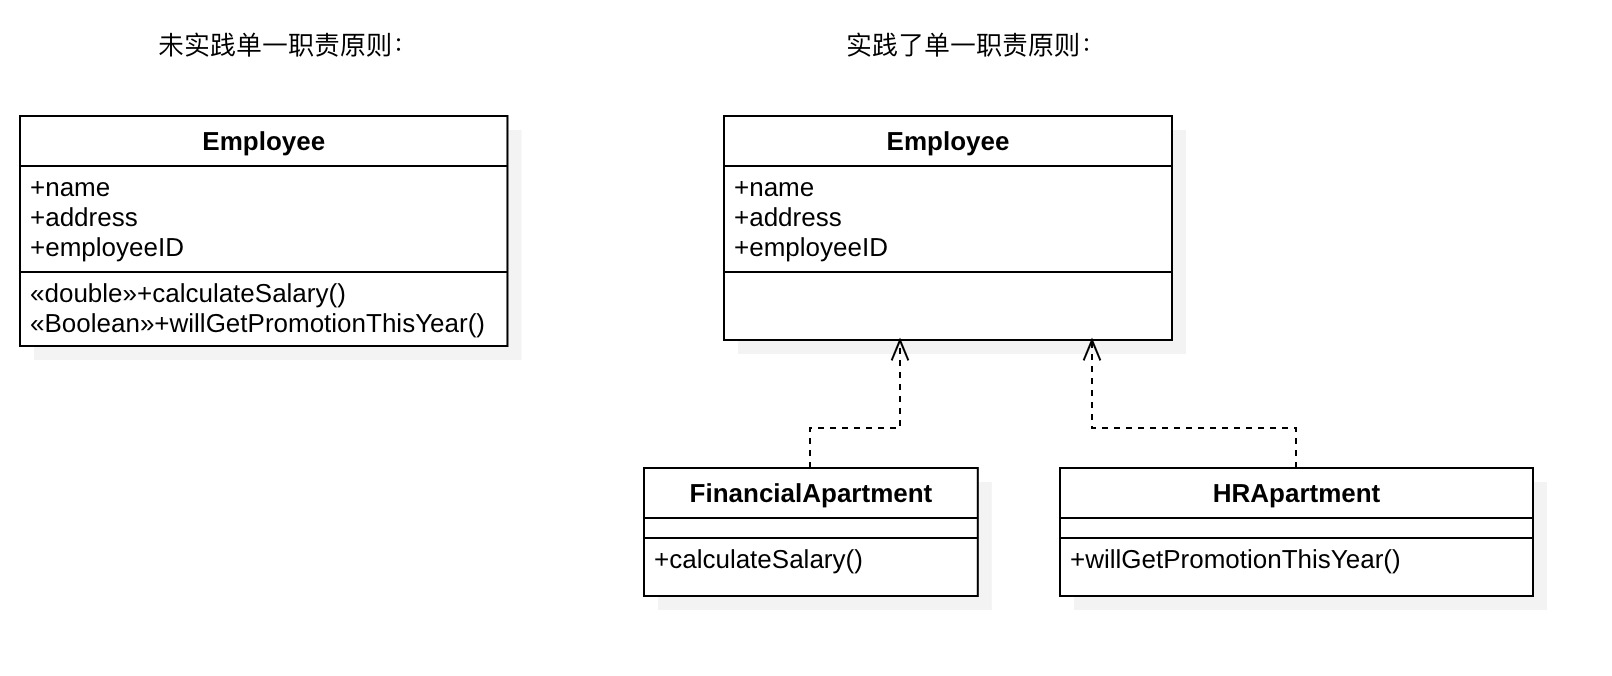 未实践单一职责原则：
Employee
+name
+address
+employeeID
«double»+calculateSalary()
«Boolean»+willGetPromotionThisYear()
实践了单一职责原则：
Employee
+name
+address
+employeeID
FinancialApartment
+calculateSalary()
HRApartment
+willGetPromotionThisYear()